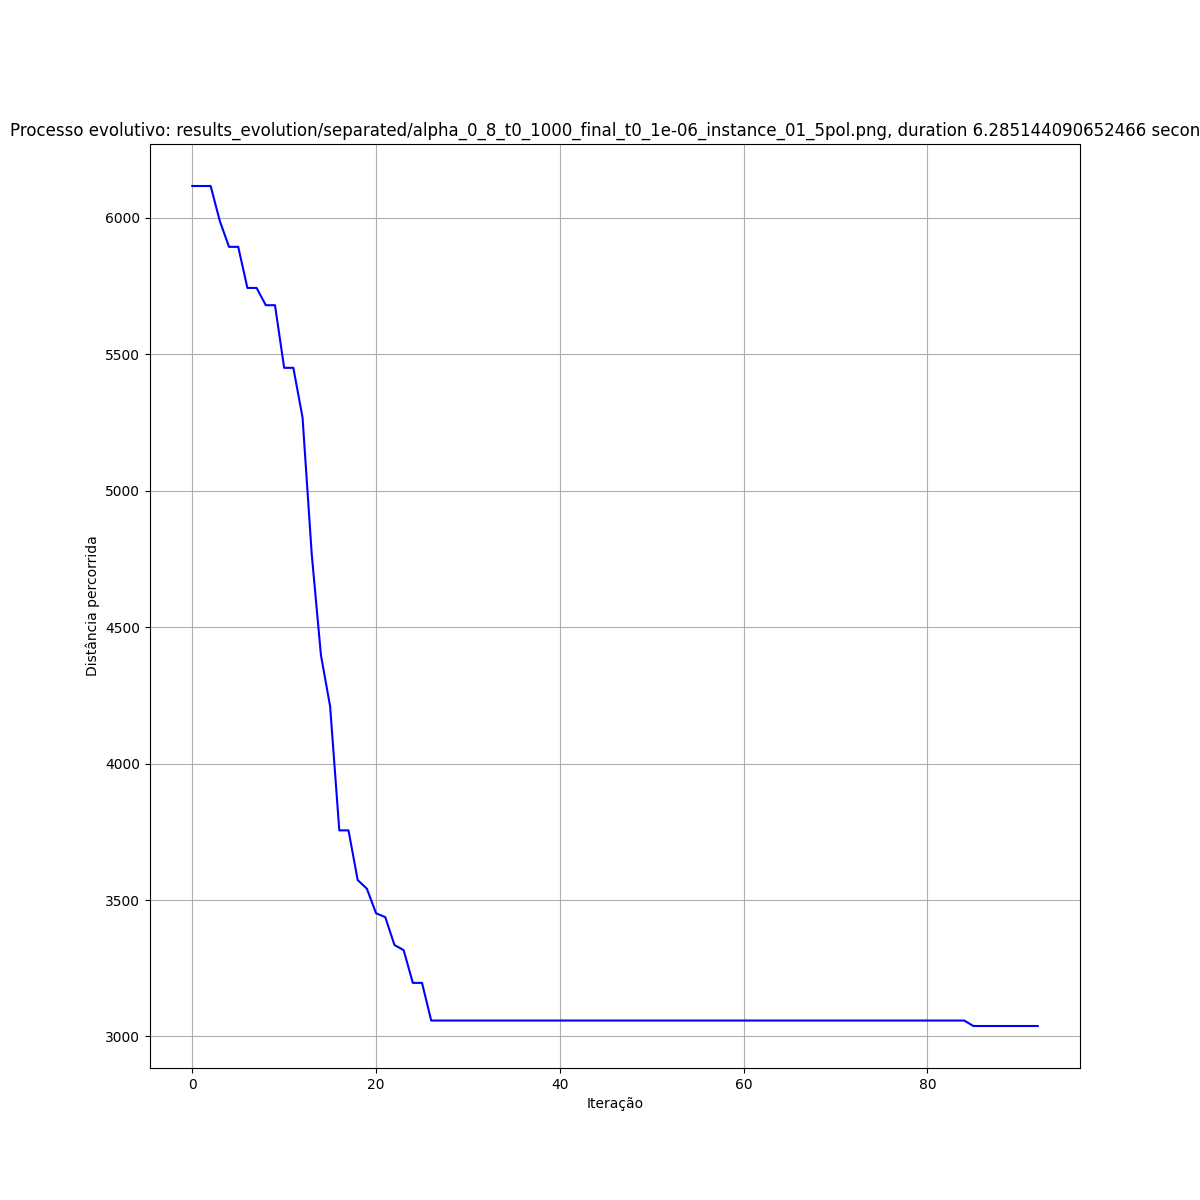 Processo evolutivo: results_evolution/separated/alpha_0_8_t0_1000_final_t0_1e-06_instance_01_5pol.png, duration 6.285144090652466 secon
6000
5500
5000
4500
4000
3500
3000
Distância percorrida
0 20 40 60 80
Iteração